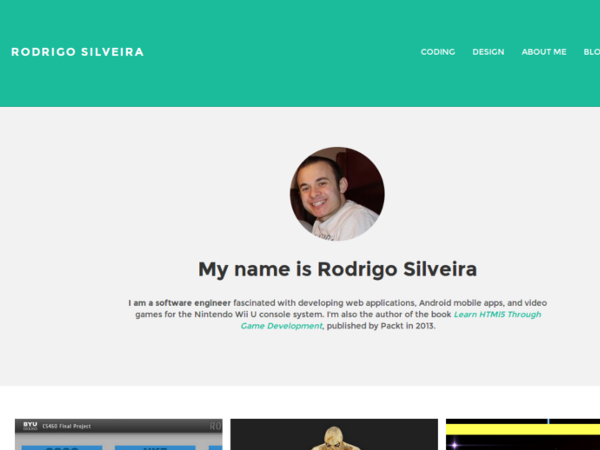 RODRIGO SILVEIRA
CODING DESIGN ABOUT ME BLO
My name is Rodrigo Silveira
I am a software engineer fascinated with developing web applications, Android mobile apps, and video
games for the Nintendo Wii U console system. I'm also the author of the book Learn HTMl5 Through
Game Development, published by Packt in 2013.
BYU
CS460 Final Project